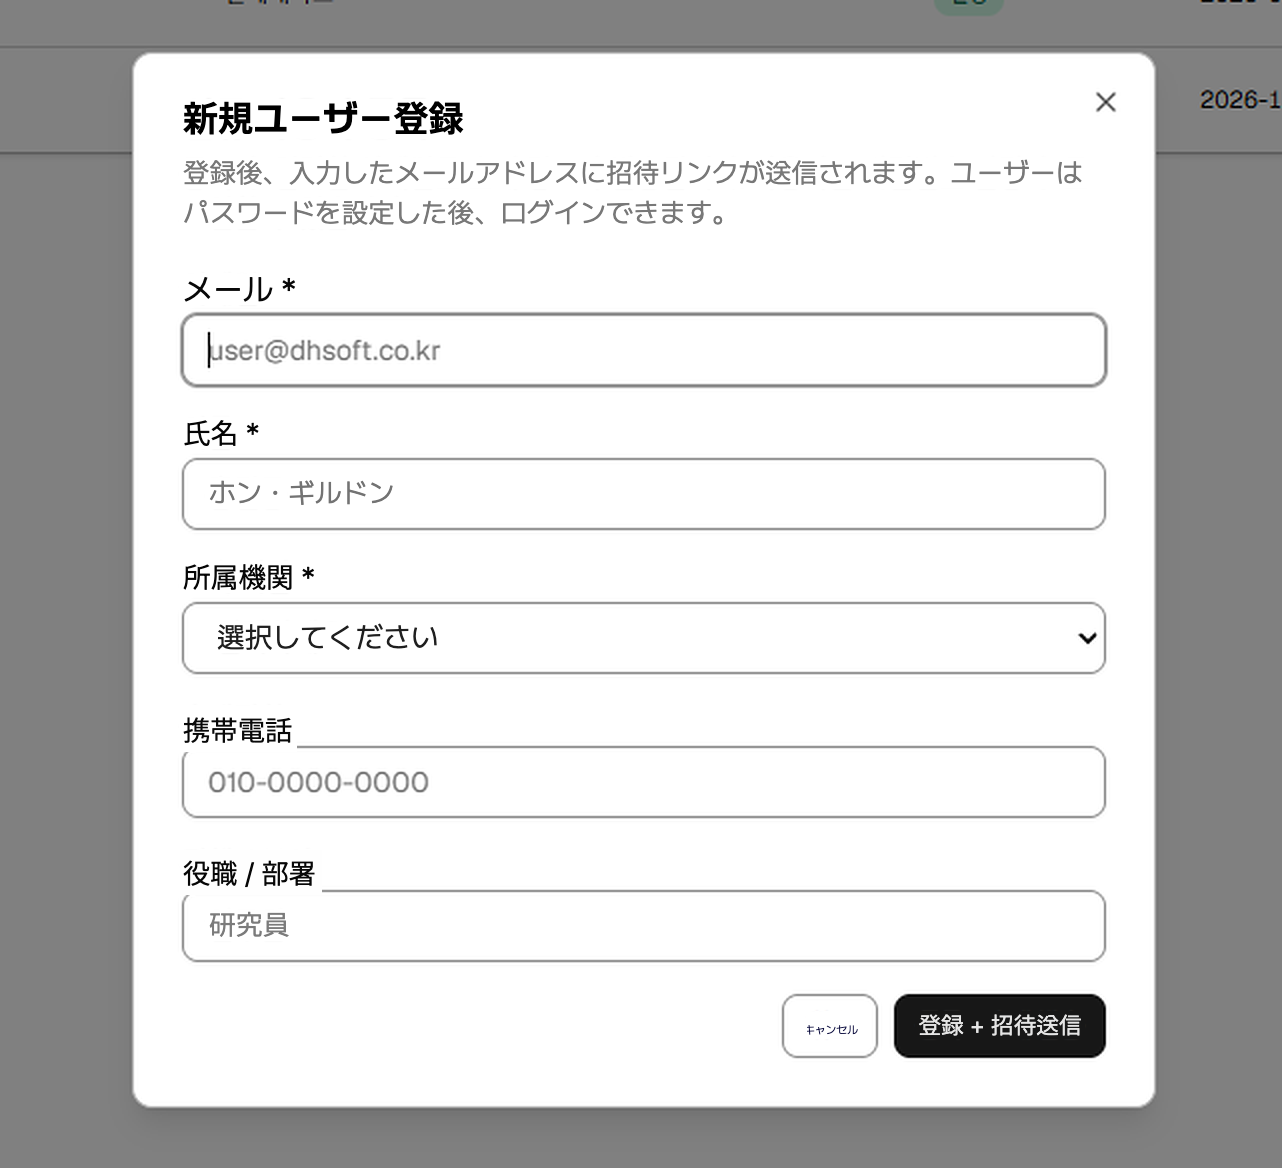 2026-1
新規ユーザー登録
登録後、入力したメールアドレスに招待リンクが送信されます。ユーザーは
パスワードを設定した後、ログインできます。
メール *
user@dhsoft.co.kr
氏名 *
ホン・ギルドン
所属機関 *
選択してください
携帯電話
010-0000-0000
役職 / 部署
研究員
キャンセル
登録 + 招待送信